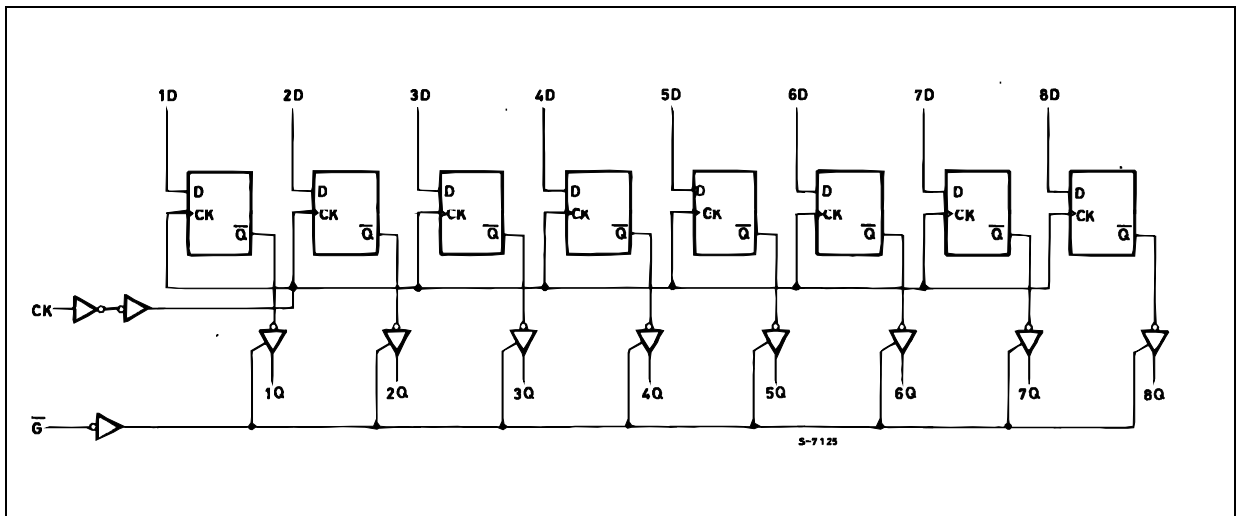 1D 2D 3D 4D 5D 6D 7D 8D
D D D D D D D D
CK CK CK CK CK CK CK CK
Q̅ Q̅ Q̅ Q̅ Q̅ Q̅ Q̅ Q̅
CK
1Q 2Q 3Q 4Q 5Q 6Q 7Q 8Q
G̅
S-7125